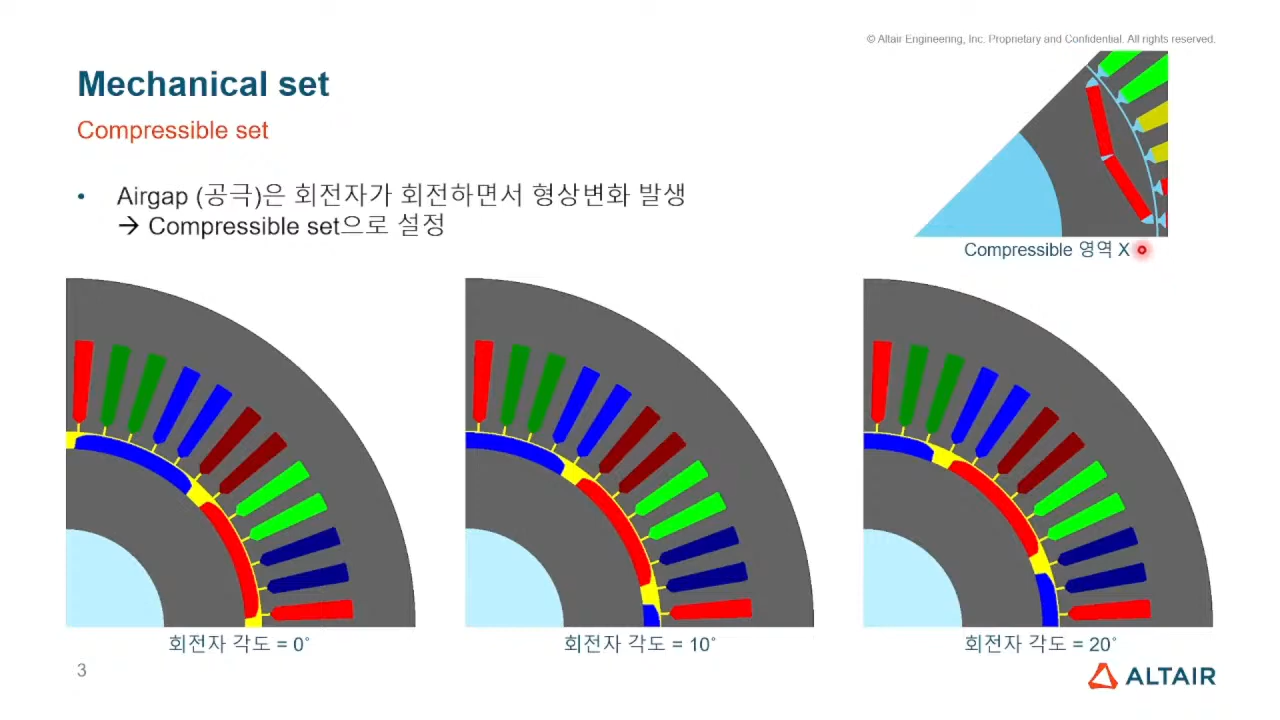 © Altair Engineering, Inc. Proprietary and Confidential. All rights reserved.
Mechanical set
Compressible set
• Airgap (공극)은 회전자가 회전하면서 형상변화 발생
→ Compressible set으로 설정
Compressible 영역 X
회전자 각도 = 0˚
회전자 각도 = 10˚
회전자 각도 = 20˚
3
ALTAIR